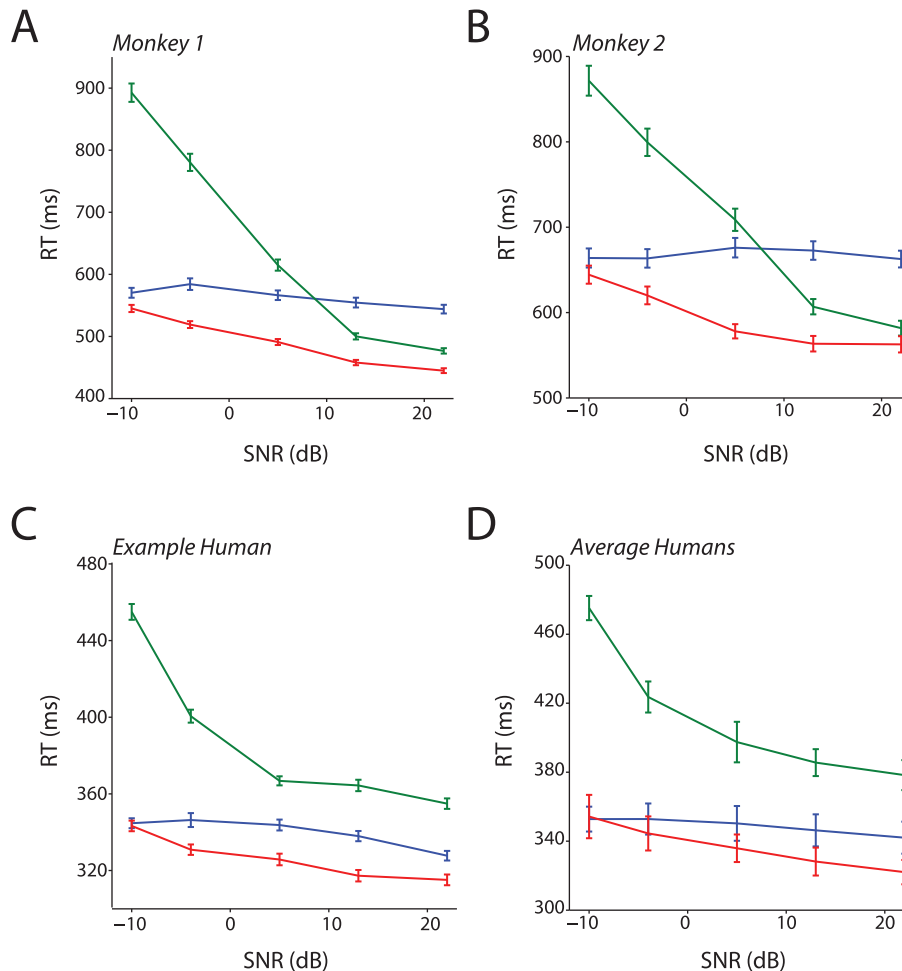 A
Monkey 1
900
800
700
600
500
400
RT (ms)
−10
0
10
20
SNR (dB)
B
Monkey 2
900
800
700
600
500
RT (ms)
−10
0
10
20
SNR (dB)
C
Example Human
480
440
400
360
320
RT (ms)
−10
0
10
20
SNR (dB)
D
Average Humans
500
460
420
380
340
300
RT (ms)
−10
0
10
20
SNR (dB)